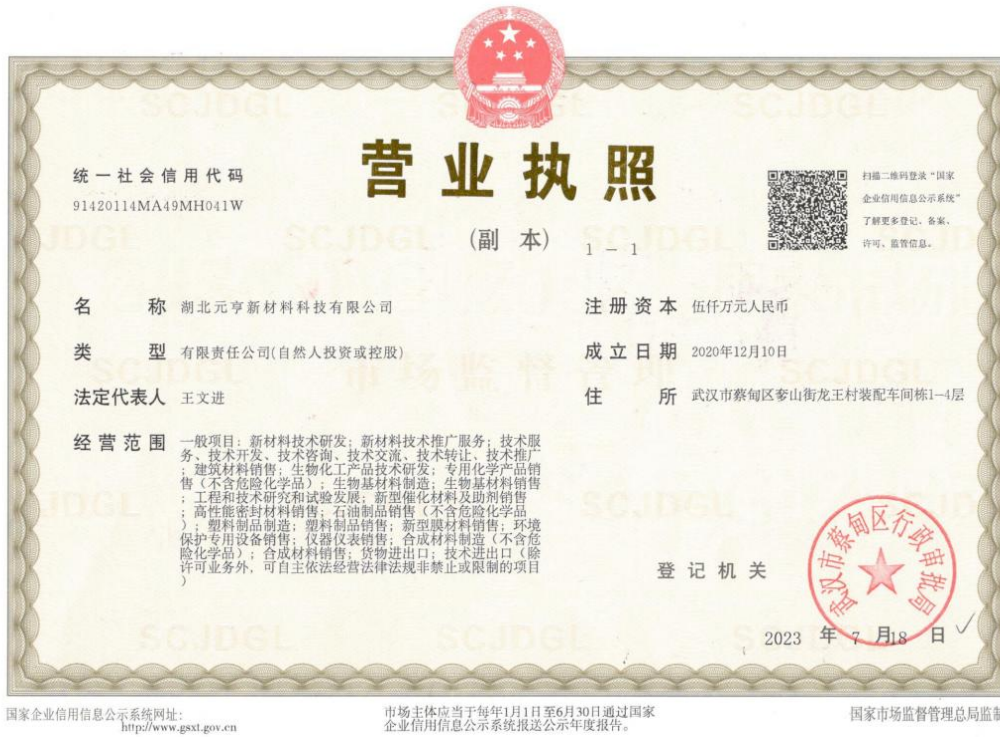 营业执照
(副 本) 1-1
统一社会信用代码
91420114MA49MH041W
扫描二维码登录“国家
企业信用信息公示系统”
了解更多登记、备案、
许可、监管信息。
名 称 湖北元亨新材料科技有限公司
类 型 有限责任公司(自然人投资或控股)
法定代表人 王文进
经营范围 一般项目：新材料技术研发；新材料技术推广服务；技术服
务、技术开发、技术咨询、技术交流、技术转让、技术推广
；建筑材料销售；生物化工产品技术研发；专用化学产品销
售（不含危险化学品）；生物基材料制造；生物基材料销售
；工程和技术研究和试验发展；新型催化材料及助剂销售
；高性能密封材料销售；石油制品销售（不含危险化学品
）；塑料制品制造；塑料制品销售；新型膜材料销售；环境
保护专用设备销售；仪器仪表销售；合成材料制造（不含危
险化学品）；合成材料销售；货物进出口；技术进出口（除
许可业务外，可自主依法经营法律法规非禁止或限制的项目
）
注册资本 伍仟万元人民币
成立日期 2020年12月10日
住 所 武汉市蔡甸区奓山街龙王村装配车间栋1-4层
登记机关
武汉市蔡甸区行政审批局
2023 年 7 月18 日
国家企业信用信息公示系统网址：
http://www.gsxt.gov.cn
市场主体应当于每年1月1日至6月30日通过国家
企业信用信息公示系统报送公示年度报告。
国家市场监督管理总局监制
SCJDGL
市场监督管理